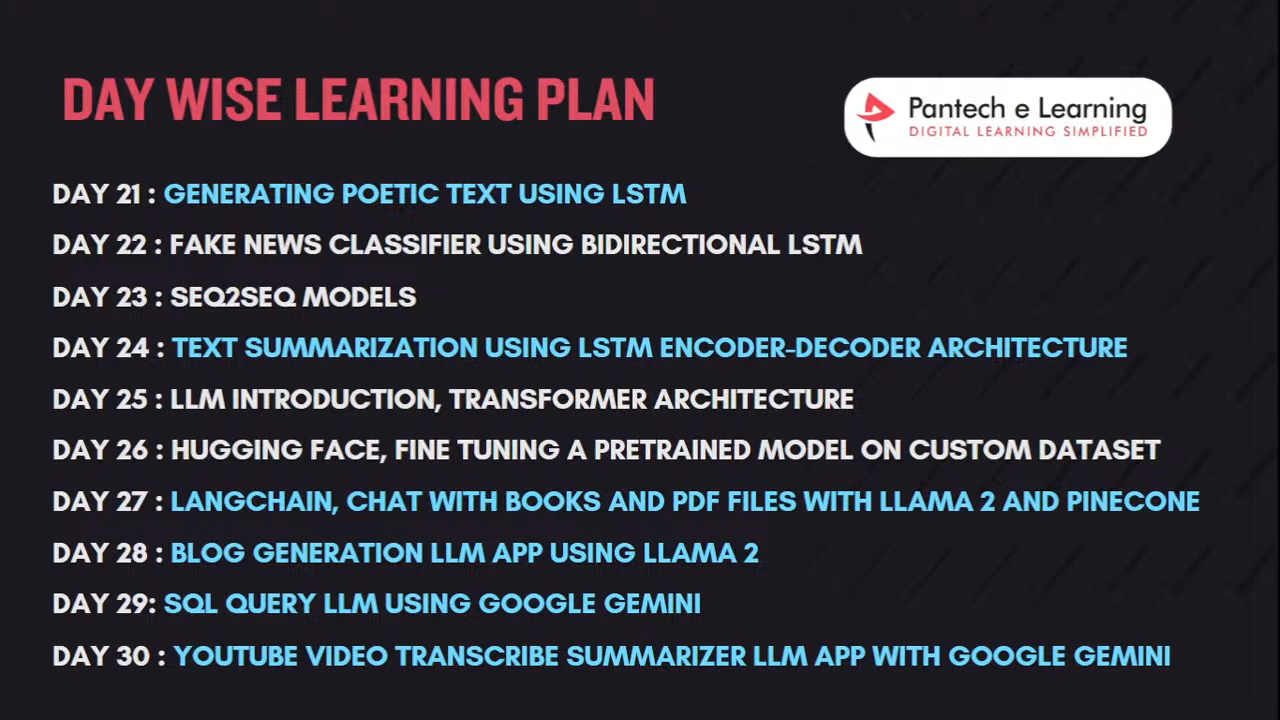 DAY WISE LEARNING PLAN
Pantech e Learning
DIGITAL LEARNING SIMPLIFIED
DAY 21 : GENERATING POETIC TEXT USING LSTM
DAY 22 : FAKE NEWS CLASSIFIER USING BIDIRECTIONAL LSTM
DAY 23 : SEQ2SEQ MODELS
DAY 24 : TEXT SUMMARIZATION USING LSTM ENCODER-DECODER ARCHITECTURE
DAY 25 : LLM INTRODUCTION, TRANSFORMER ARCHITECTURE
DAY 26 : HUGGING FACE, FINE TUNING A PRETRAINED MODEL ON CUSTOM DATASET
DAY 27 : LANGCHAIN, CHAT WITH BOOKS AND PDF FILES WITH LLAMA 2 AND PINECONE
DAY 28 : BLOG GENERATION LLM APP USING LLAMA 2
DAY 29: SQL QUERY LLM USING GOOGLE GEMINI
DAY 30 : YOUTUBE VIDEO TRANSCRIBE SUMMARIZER LLM APP WITH GOOGLE GEMINI